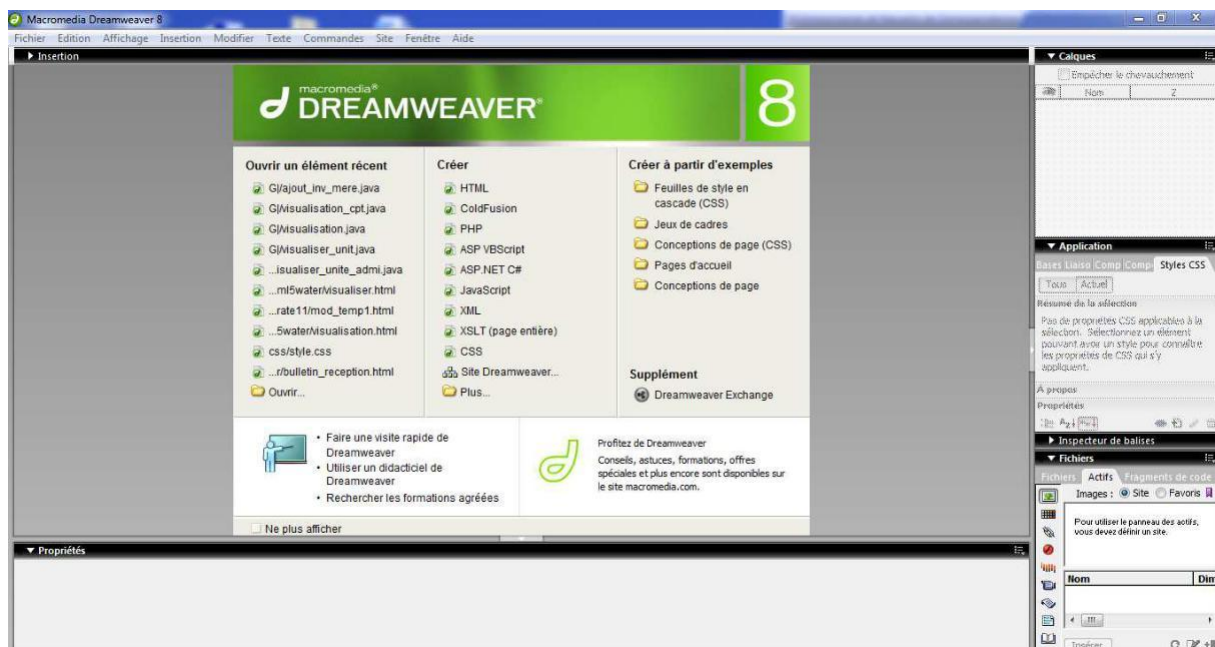 Macromedia Dreamweaver 8
Fichier Edition Affichage Insertion Modifier Texte Commandes Site Fenêtre Aide
Insertion
macromedia®
DREAMWEAVER®
8
Ouvrir un élément récent
G|/ajout_inv_mere.java
G|/visualisation_cpt.java
G|/visualisation.java
G|/visualiser_unit.java
...isualiser_unite_admi.java
...ml5water/visualiser.html
...rate11/mod_temp1.html
...5water/visualisation.html
css/style.css
...r/bulletin_reception.html
Ouvrir...
Créer
HTML
ColdFusion
PHP
ASP VBScript
ASP.NET C#
JavaScript
XML
XSLT (page entière)
CSS
Site Dreamweaver...
Plus...
Créer à partir d'exemples
Feuilles de style en
cascade (CSS)
Jeux de cadres
Conceptions de page (CSS)
Pages d'accueil
Conceptions de page
Supplément
Dreamweaver Exchange
• Faire une visite rapide de
Dreamweaver
• Utiliser un didacticiel de
Dreamweaver
• Rechercher les formations agréées
Profitez de Dreamweaver
Conseils, astuces, formations, offres
spéciales et plus encore sont disponibles sur
le site macromedia.com.
Ne plus afficher
Propriétés
Calques
Empêcher le chevauchement
Nom Z
Application
Bases Liaiso Comp Comp Styles CSS
Tous Actuel
Résumé de la sélection
Pas de propriétés CSS applicables à la
sélection. Sélectionnez un élément
pouvant avoir un style pour connaître
les propriétés de CSS qui s'y
appliquent.
À propos
Propriétés
Inspecteur de balises
Fichiers
Fichiers Actifs Fragments de code
Images : Site Favoris
Pour utiliser le panneau des actifs,
vous devez définir un site.
Nom Dim
Insérer